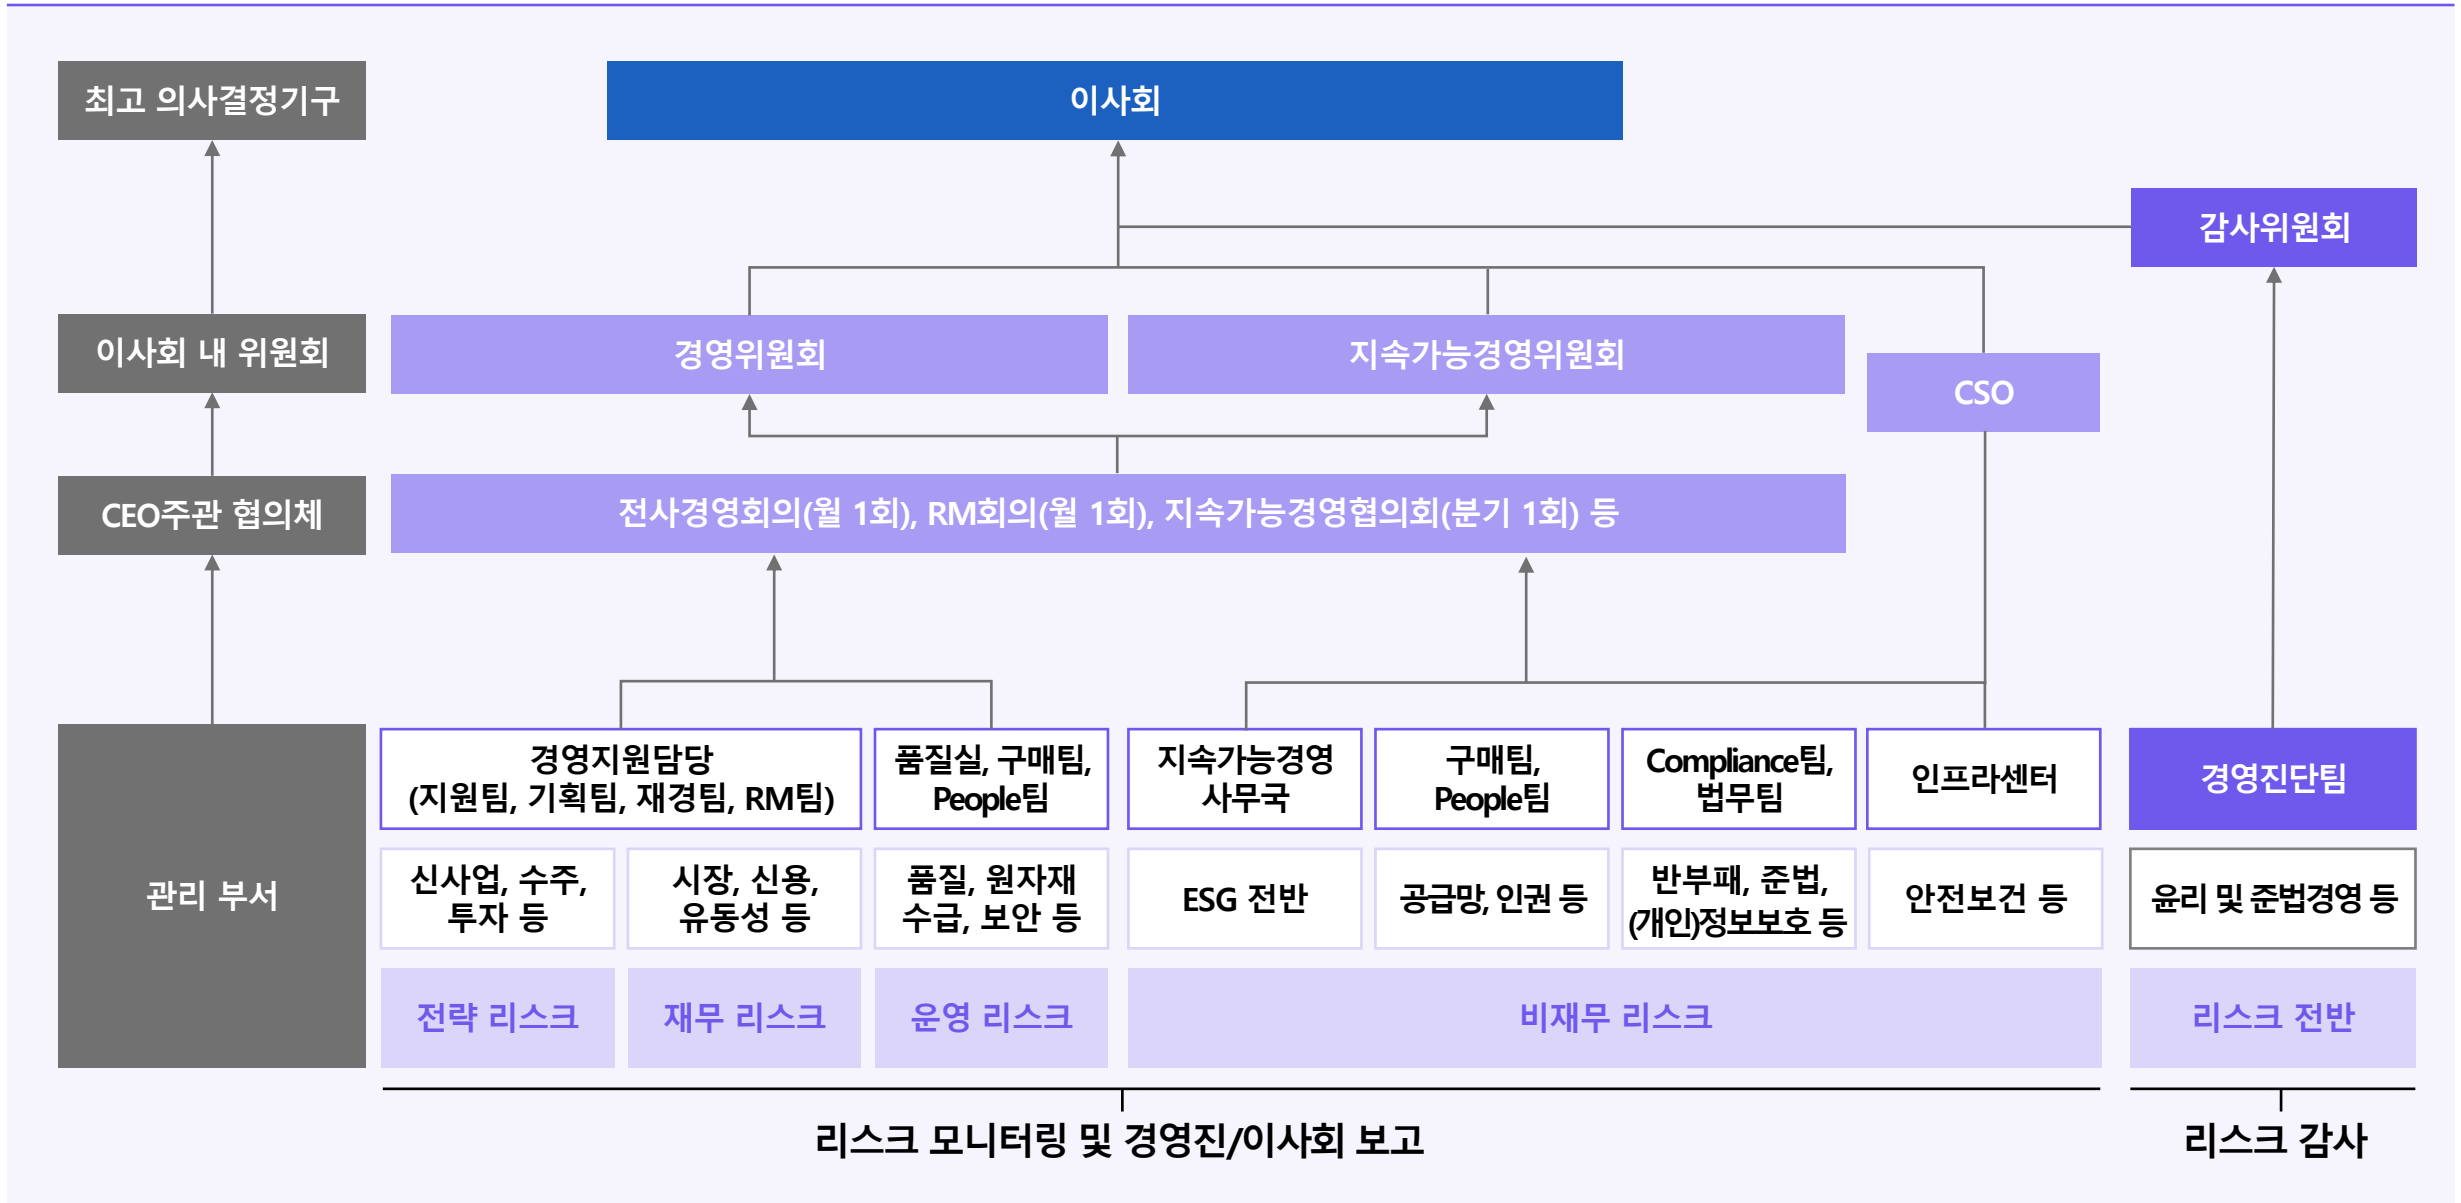 최고 의사결정기구
이사회
감사위원회
이사회 내 위원회
경영위원회
지속가능경영위원회
CSO
CEO주관 협의체
전사경영회의(월 1회), RM회의(월 1회), 지속가능경영협의회(분기 1회) 등
관리 부서
경영지원담당
(지원팀, 기획팀, 재경팀, RM팀)
품질실, 구매팀,
People팀
지속가능경영
사무국
구매팀,
People팀
Compliance팀,
법무팀
인프라센터
경영진단팀
신사업, 수주,
투자 등
시장, 신용,
유동성 등
품질, 원자재
수급, 보안 등
ESG 전반
공급망, 인권 등
반부패, 준법,
(개인)정보보호 등
안전보건 등
윤리 및 준법경영 등
전략 리스크
재무 리스크
운영 리스크
비재무 리스크
리스크 전반
리스크 모니터링 및 경영진/이사회 보고
리스크 감사